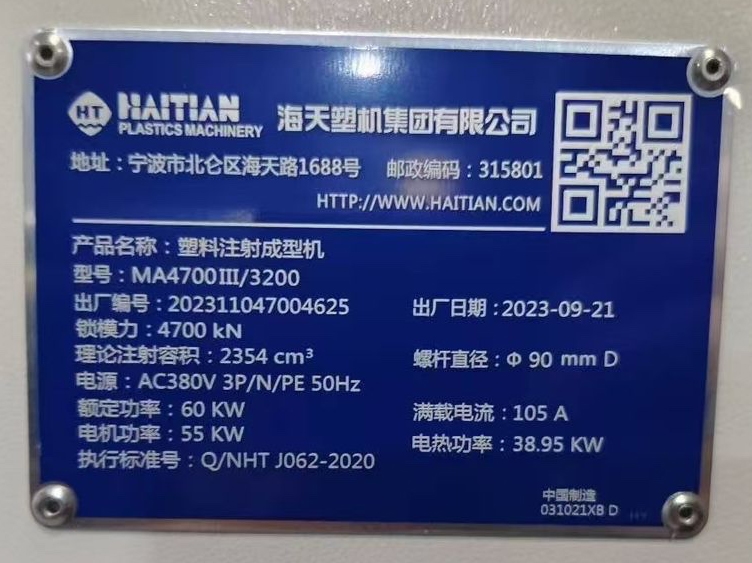 HT HAITIAN
PLASTICS MACHINERY
海天塑机集团有限公司
地址：宁波市北仑区海天路1688号 邮政编码：315801
HTTP://WWW.HAITIAN.COM
产品名称：塑料注射成型机
型号：MA4700Ⅲ/3200
出厂编号：202311047004625 出厂日期：2023-09-21
锁模力：4700 kN
理论注射容积：2354 cm³ 螺杆直径：Φ 90 mm D
电源：AC380V 3P/N/PE 50Hz
额定功率：60 KW 满载电流：105 A
电机功率：55 KW 电热功率：38.95 KW
执行标准号：Q/NHT J062-2020
中国制造
031021XB D